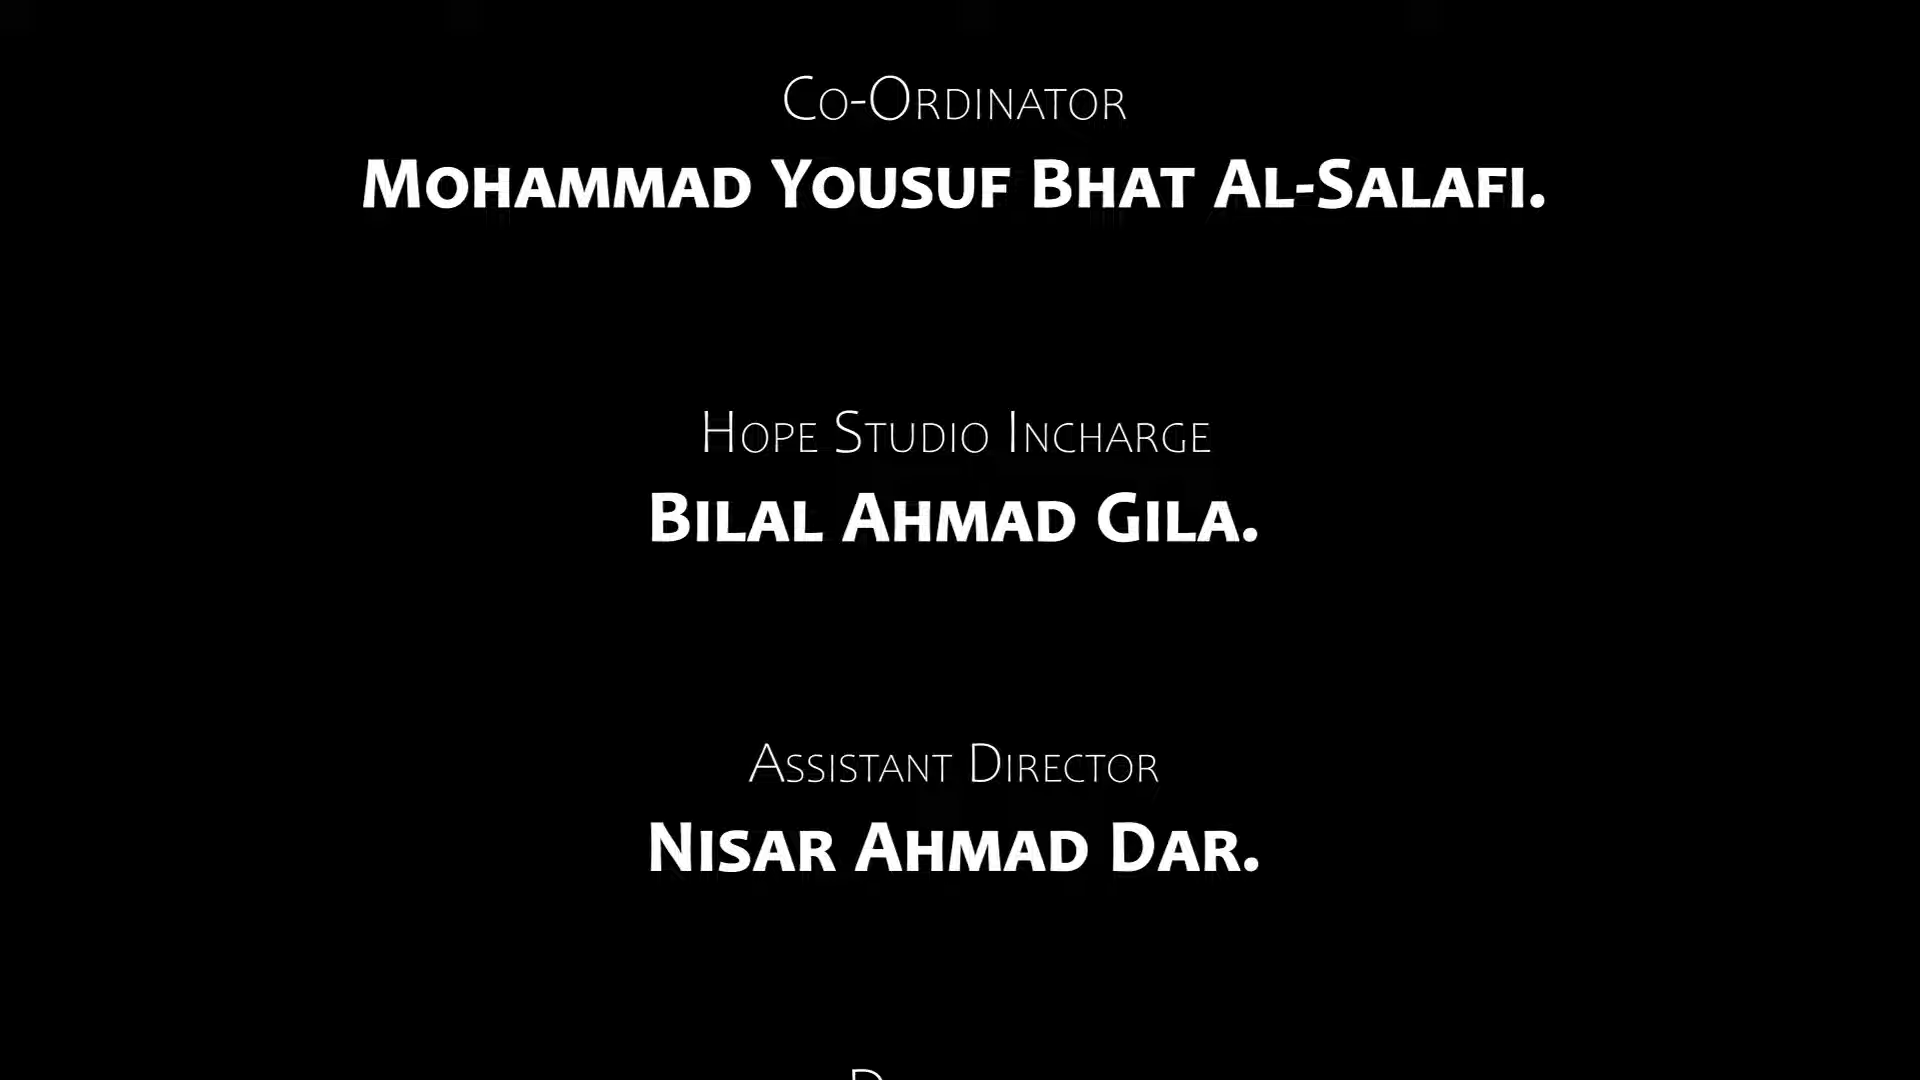 Co-Ordinator
Mohammad Yousuf Bhat Al-Salafi.
Hope Studio Incharge
Bilal Ahmad Gila.
Assistant Director
Nisar Ahmad Dar.